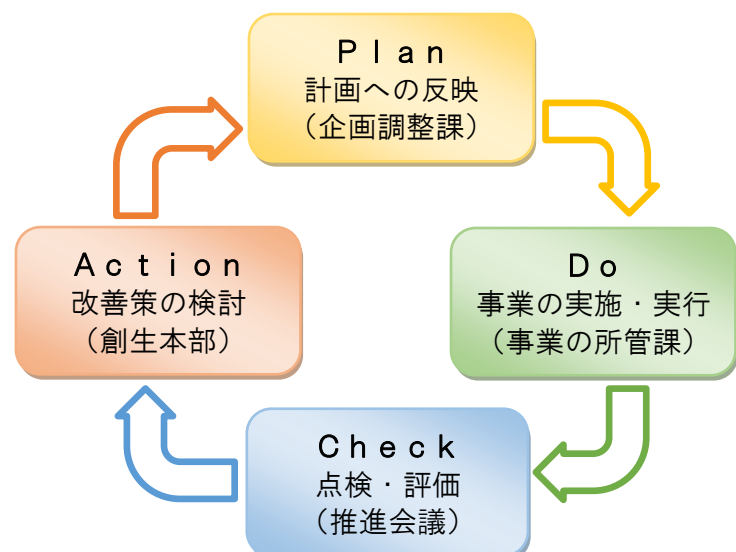 Ｐｌａｎ
計画への反映
（企画調整課）
Ｄｏ
事業の実施・実行
（事業の所管課）
Ｃｈｅｃｋ
点検・評価
（推進会議）
Ａｃｔｉｏｎ
改善策の検討
（創生本部）